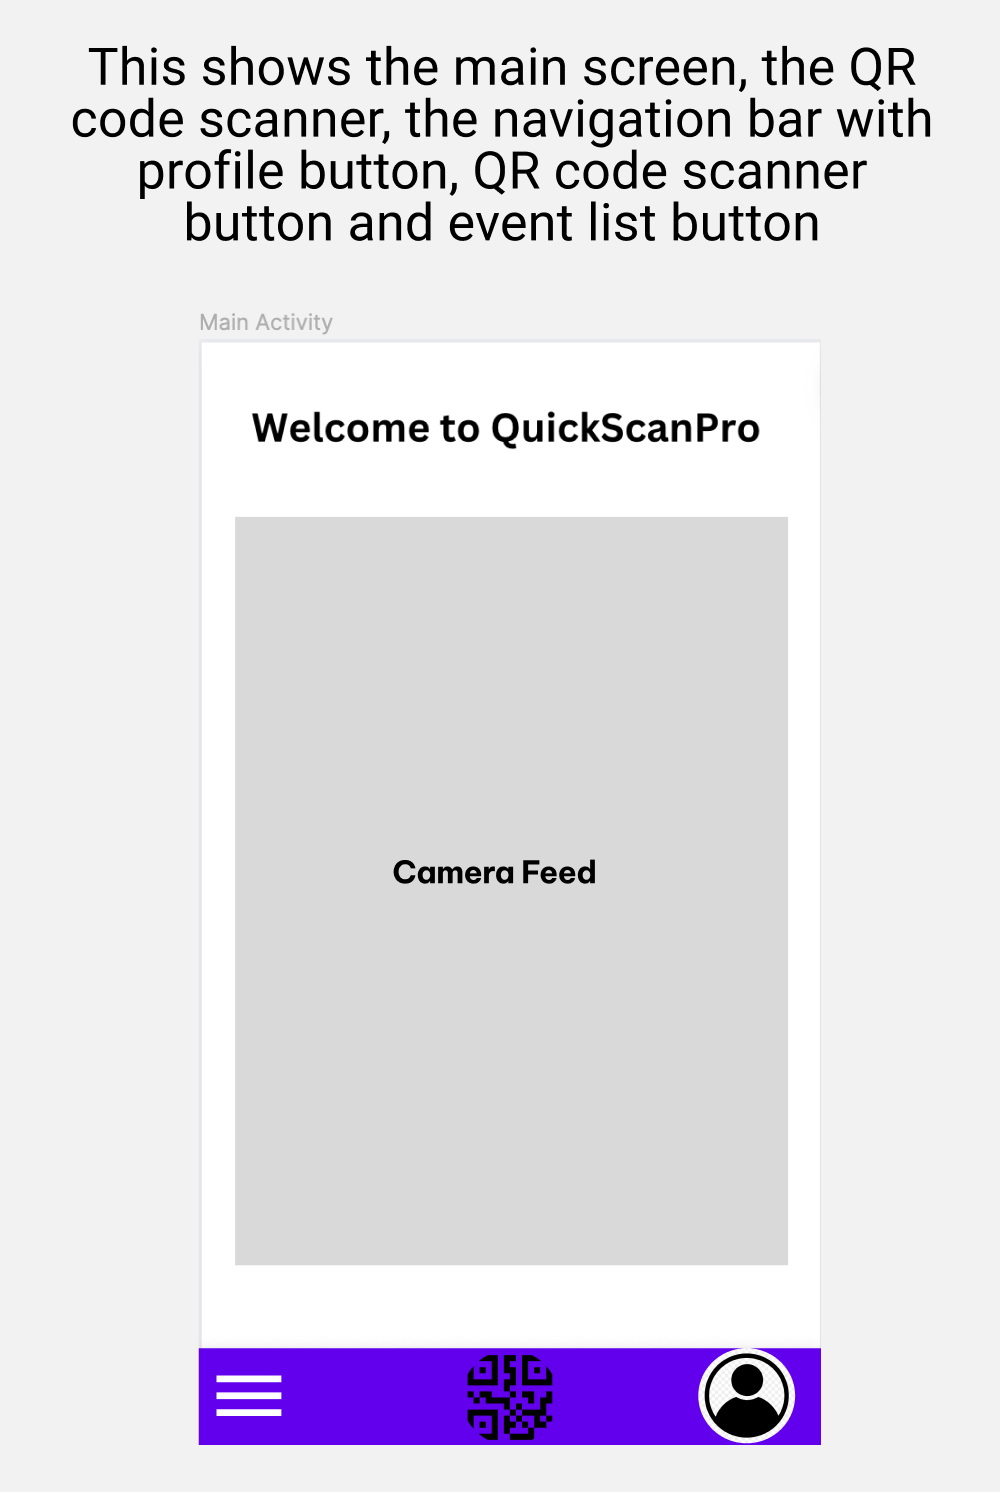 This shows the main screen, the QR
code scanner, the navigation bar with
profile button, QR code scanner
button and event list button
Main Activity
Welcome to QuickScanPro
Camera Feed